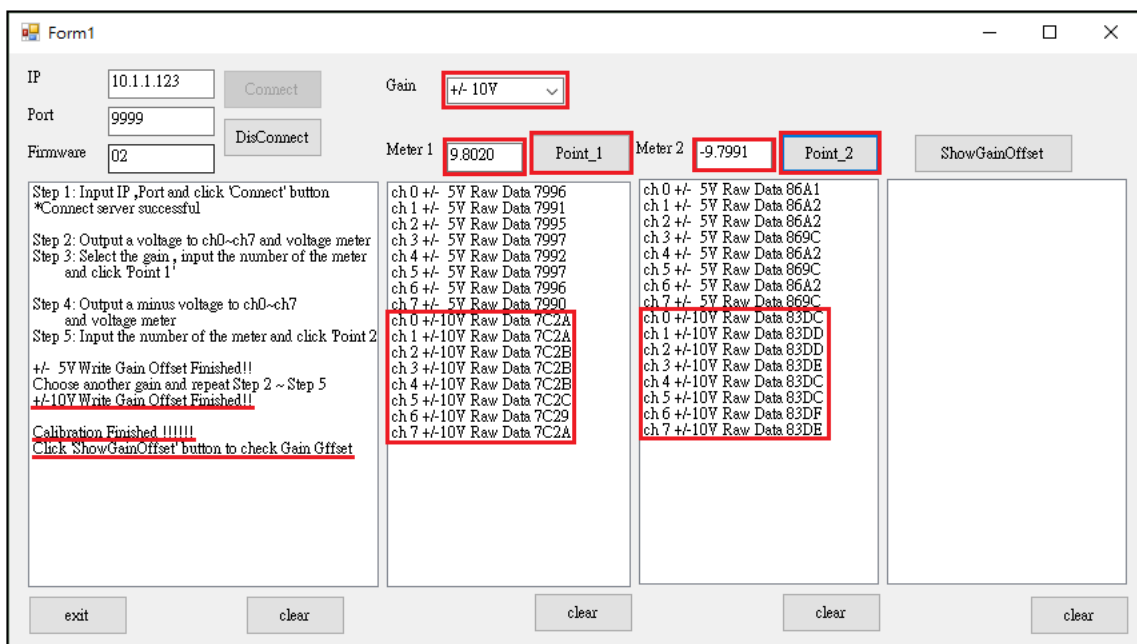 Form1
IP
10.1.1.123
Connect
Gain
+/- 10V
Port
9999
DisConnect
Firmware
02
Meter 1
9.8020
Point_1
Meter 2
-9.7991
Point_2
ShowGainOffset
Step 1: Input IP ,Port and click 'Connect' button
*Connect server successful
Step 2: Output a voltage to ch0~ch7 and voltage meter
Step 3: Select the gain , input the number of the meter
and click 'Point 1'
Step 4: Output a minus voltage to ch0~ch7
and voltage meter
Step 5: Input the number of the meter and click 'Point 2
+/- 5V Write Gain Offset Finished!!
Choose another gain and repeat Step 2 ~ Step 5
+/-10V Write Gain Offset Finished!!
Calibration Finished !!!!!!
Click 'ShowGainOffset' button to check Gain Gffset
ch 0 +/- 5V Raw Data 7996
ch 1 +/- 5V Raw Data 7991
ch 2 +/- 5V Raw Data 7995
ch 3 +/- 5V Raw Data 7997
ch 4 +/- 5V Raw Data 7992
ch 5 +/- 5V Raw Data 7997
ch 6 +/- 5V Raw Data 7996
ch 7 +/- 5V Raw Data 7990
ch 0 +/-10V Raw Data 7C2A
ch 1 +/-10V Raw Data 7C2A
ch 2 +/-10V Raw Data 7C2B
ch 3 +/-10V Raw Data 7C2B
ch 4 +/-10V Raw Data 7C2B
ch 5 +/-10V Raw Data 7C2C
ch 6 +/-10V Raw Data 7C29
ch 7 +/-10V Raw Data 7C2A
ch 0 +/- 5V Raw Data 86A1
ch 1 +/- 5V Raw Data 86A2
ch 2 +/- 5V Raw Data 86A2
ch 3 +/- 5V Raw Data 869C
ch 4 +/- 5V Raw Data 86A2
ch 5 +/- 5V Raw Data 869C
ch 6 +/- 5V Raw Data 86A2
ch 7 +/- 5V Raw Data 869C
ch 0 +/-10V Raw Data 83DC
ch 1 +/-10V Raw Data 83DD
ch 2 +/-10V Raw Data 83DD
ch 3 +/-10V Raw Data 83DE
ch 4 +/-10V Raw Data 83DC
ch 5 +/-10V Raw Data 83DC
ch 6 +/-10V Raw Data 83DF
ch 7 +/-10V Raw Data 83DE
exit
clear
clear
clear
clear